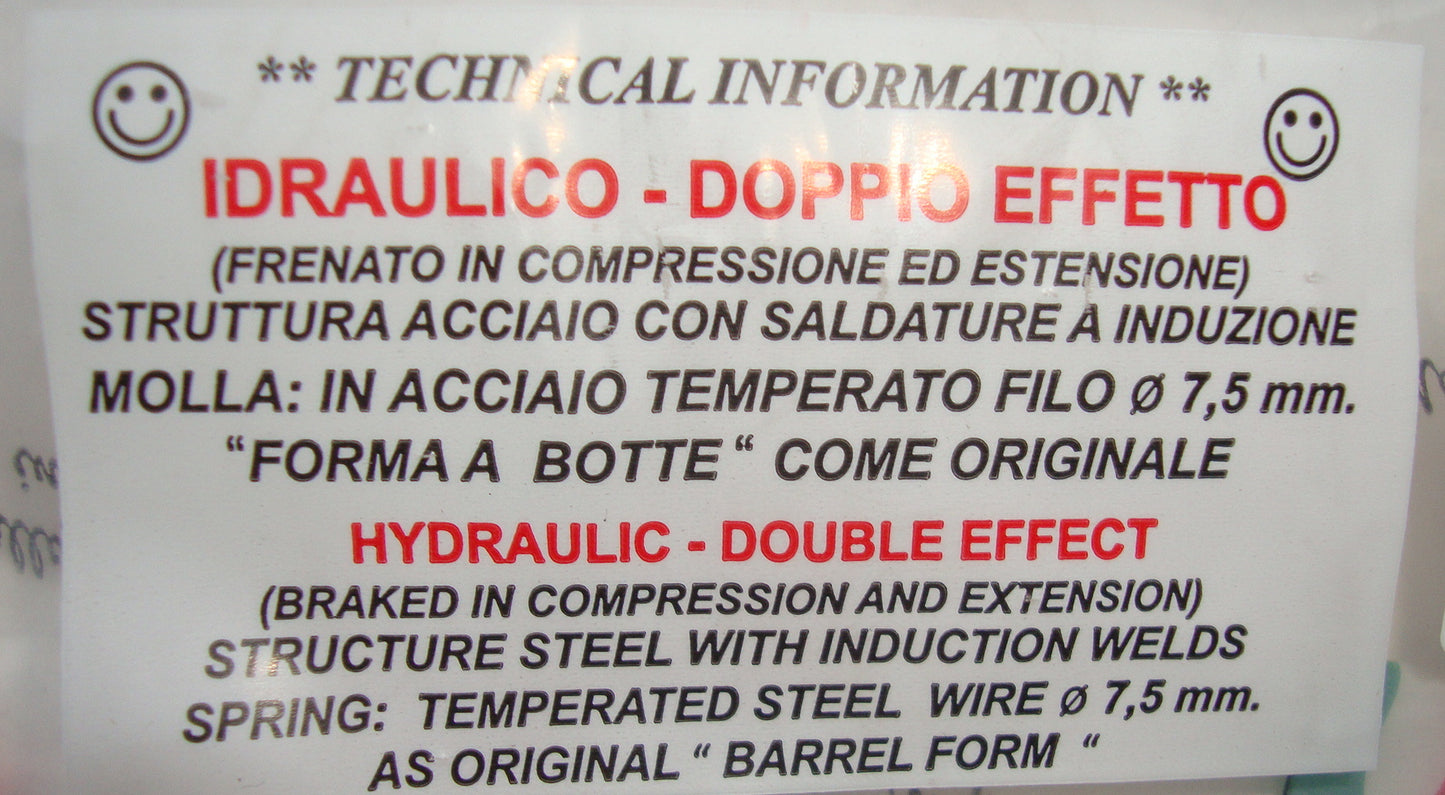 ** TECHNICAL INFORMATION **
IDRAULICO - DOPPIO EFFETTO
(FRENATO IN COMPRESSIONE ED ESTENSIONE)
STRUTTURA ACCIAIO CON SALDATURE A INDUZIONE
MOLLA: IN ACCIAIO TEMPERATO FILO ø 7,5 mm.
“FORMA A BOTTE“ COME ORIGINALE
HYDRAULIC - DOUBLE EFFECT
(BRAKED IN COMPRESSION AND EXTENSION)
STRUCTURE STEEL WITH INDUCTION WELDS
SPRING: TEMPERATED STEEL WIRE ø 7,5 mm.
AS ORIGINAL “ BARREL FORM “